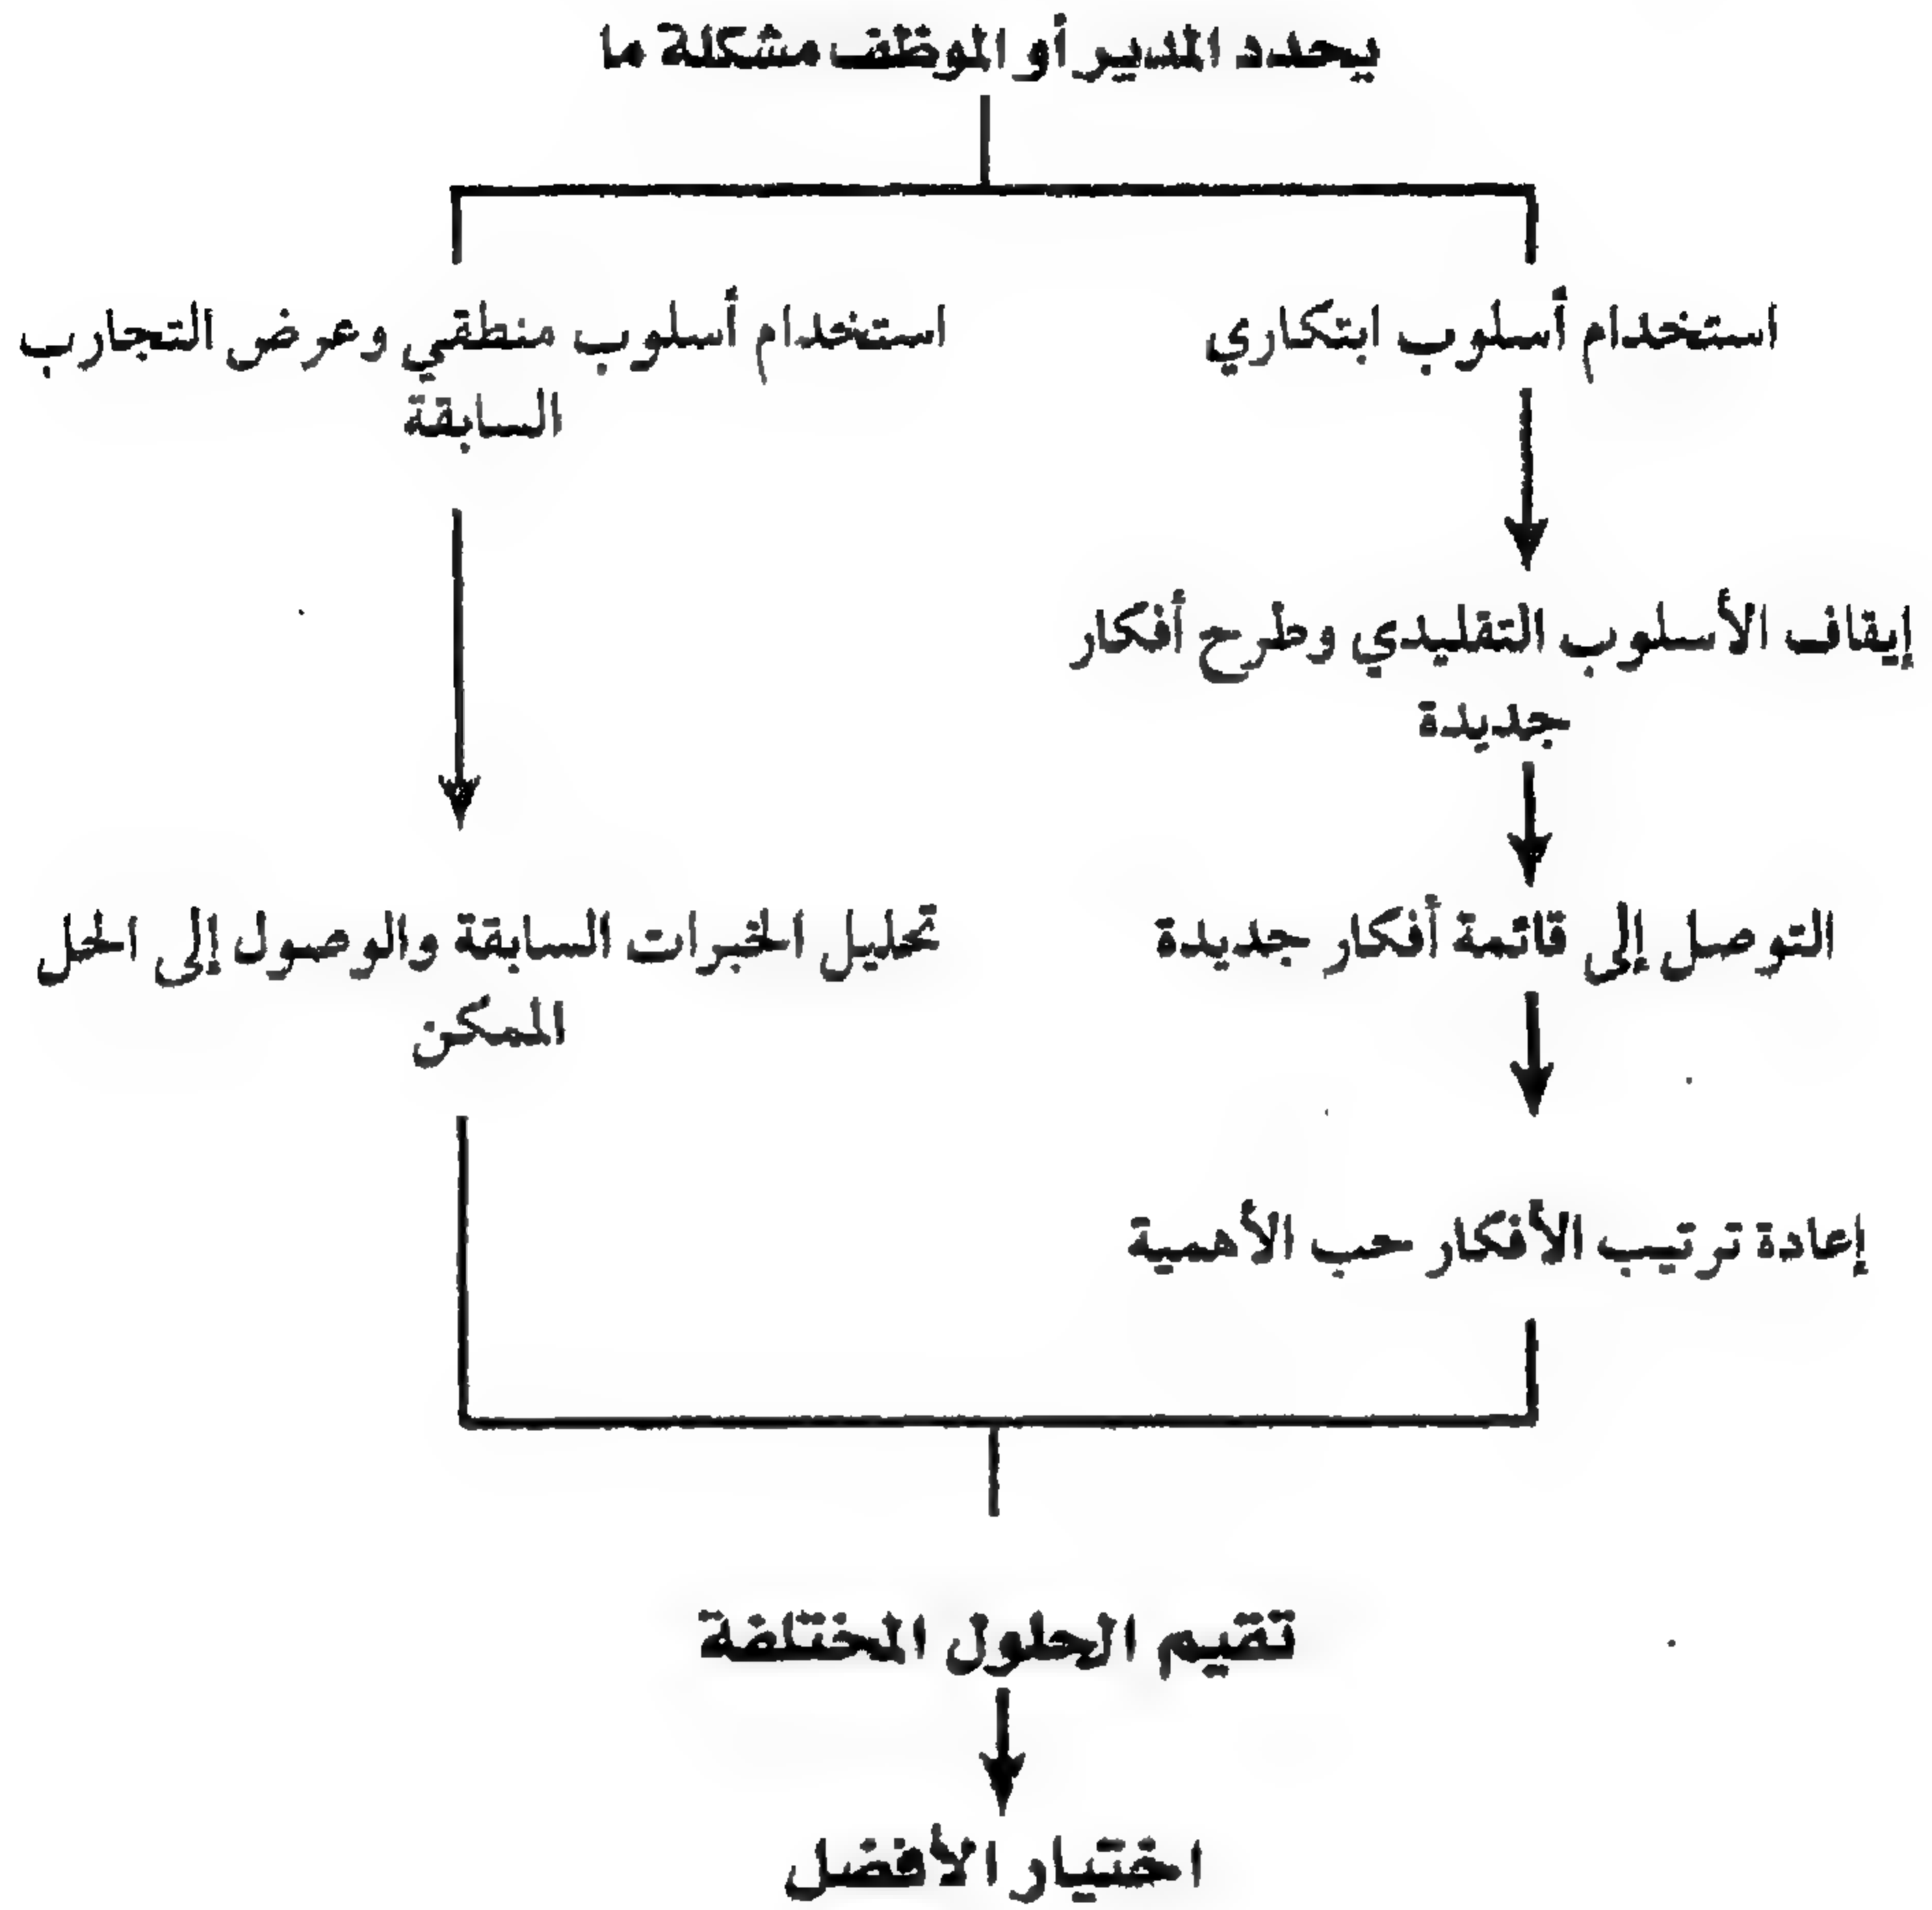 يحدد المدير أو الموظف مشكلة ما
استخدام أسلوب ابتكاري
إيقاف الأسلوب التقليدي وطرح أفكار
جديدة
التوصل إلى قائمة أفكار جديدة
إعادة ترتيب الأفكار حب الأهمية
استخدام أسلوب منطقي وعرض التجارب
السابقة
تحليل الخبرات السابقة والوصول إلى الحل
الممكن
تقيم الحلول المختلفة
اختيار الأفضل